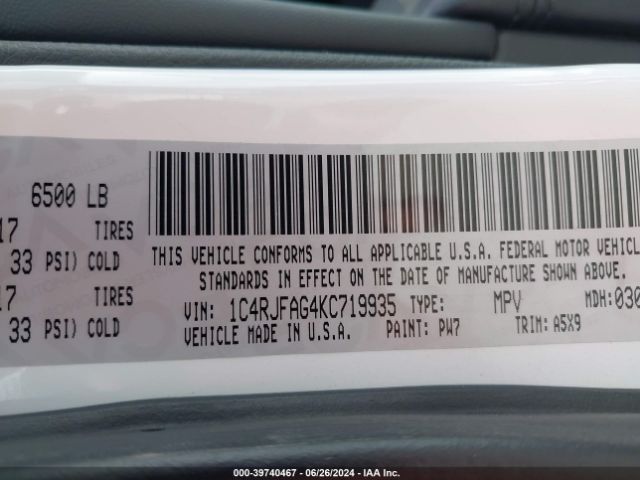 6500 LB
17 TIRES
33 PSI) COLD
17 TIRES
33 PSI) COLD
THIS VEHICLE CONFORMS TO ALL APPLICABLE U.S.A. FEDERAL MOTOR VEHICL
STANDARDS IN EFFECT ON THE DATE OF MANUFACTURE SHOWN ABOVE.
VIN: 1C4RJFAG4KC719935 TYPE: MPV MDH: 030
VEHICLE MADE IN U.S.A. PAINT: PW7 TRIM: A5X9
000-39740467 - 06/26/2024 - IAA Inc.